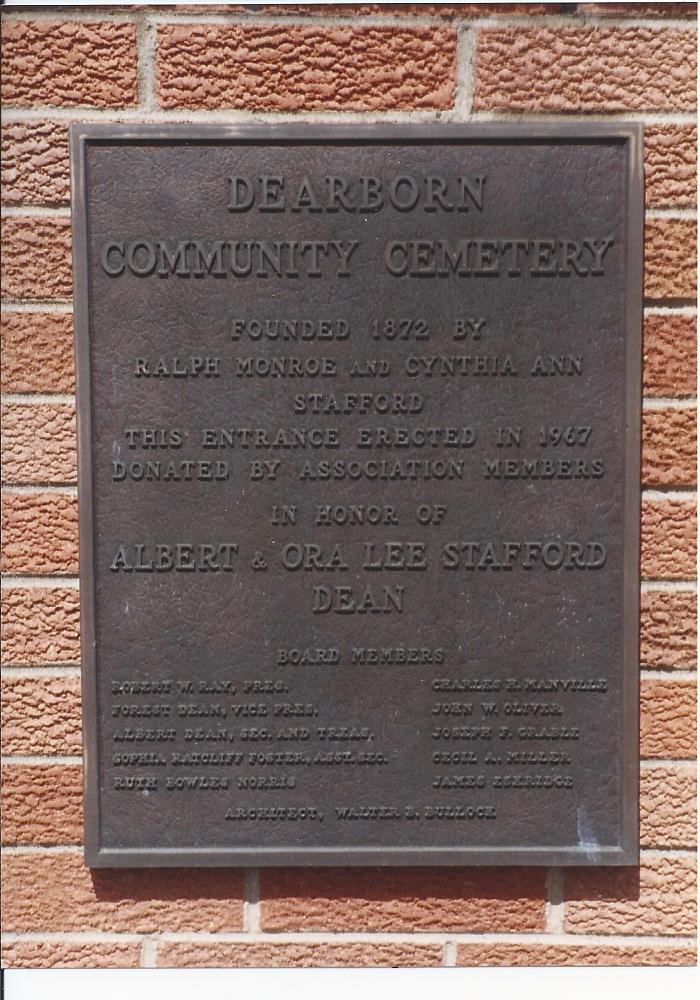 DEARBORN
COMMUNITY CEMETERY
FOUNDED 1872 BY
RALPH MONROE AND CYNTHIA ANN
STAFFORD
THIS ENTRANCE ERECTED IN 1967
DONATED BY ASSOCIATION MEMBERS
IN HONOR OF
ALBERT & ORA LEE STAFFORD
DEAN
BOARD MEMBERS
ROBERT W. RAY, PRES.
FOREST DEAN, VICE PRES.
ALBERT DEAN, SEC. AND TREAS.
SOPHIA RATCLIFF FOSTER, ASST. SEC.
RUTH BOWLES NORRIS
CHARLES H. MANVILLE
JOHN W. OLIVER
JOSEPH F. GRABLE
CECIL A. MILLER
JAMES ESKRIDGE
ARCHITECT, WALTER E. BULLOCK